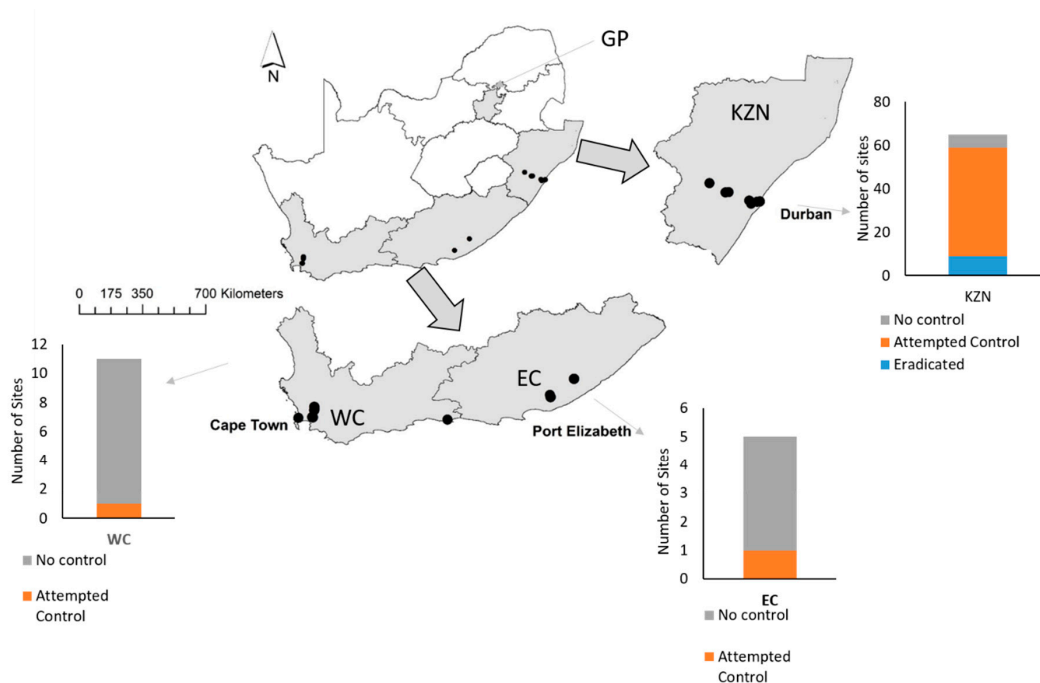 GP
N
KZN
Durban
80
60
40
20
0
Number of sites
KZN
No control
Attempted Control
Eradicated
0 175 350 700 Kilometers
12
10
8
6
4
2
0
Number of Sites
WC
No control
Attempted
Control
Cape Town
WC
EC
Port Elizabeth
6
5
4
3
2
1
0
Number of Sites
EC
No control
Attempted
Control